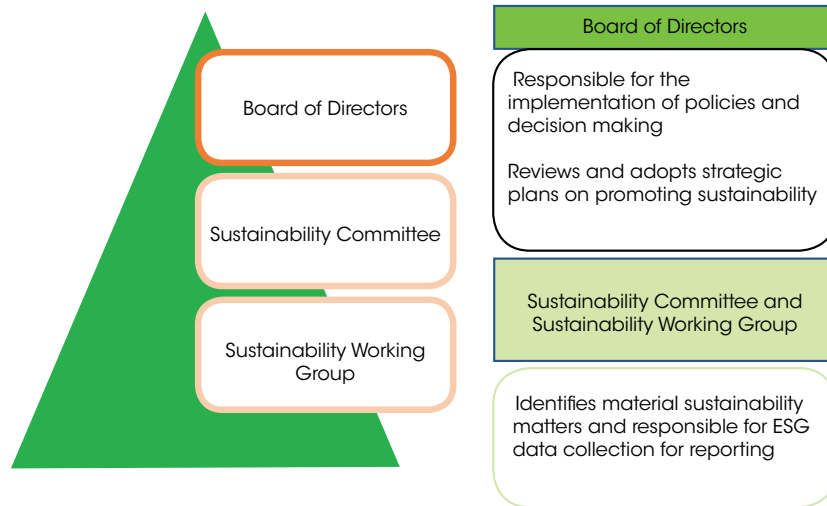 Board of Directors
Sustainability Committee
Sustainability Working
Group
Board of Directors
Responsible for the
implementation of policies and
decision making
Reviews and adopts strategic
plans on promoting sustainability
Sustainability Committee and
Sustainability Working Group
Identifies material sustainability
matters and responsible for ESG
data collection for reporting